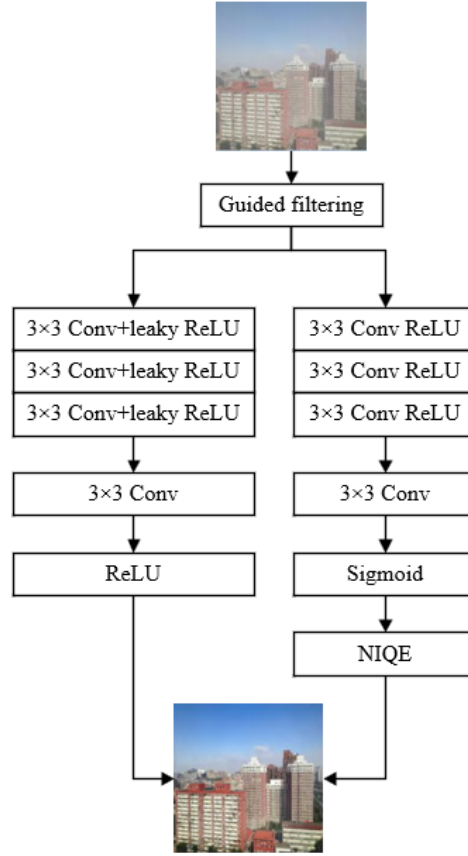 Guided filtering
3×3 Conv+leaky ReLU
3×3 Conv+leaky ReLU
3×3 Conv+leaky ReLU
3×3 Conv
ReLU
3×3 Conv ReLU
3×3 Conv ReLU
3×3 Conv ReLU
3×3 Conv
Sigmoid
NIQE